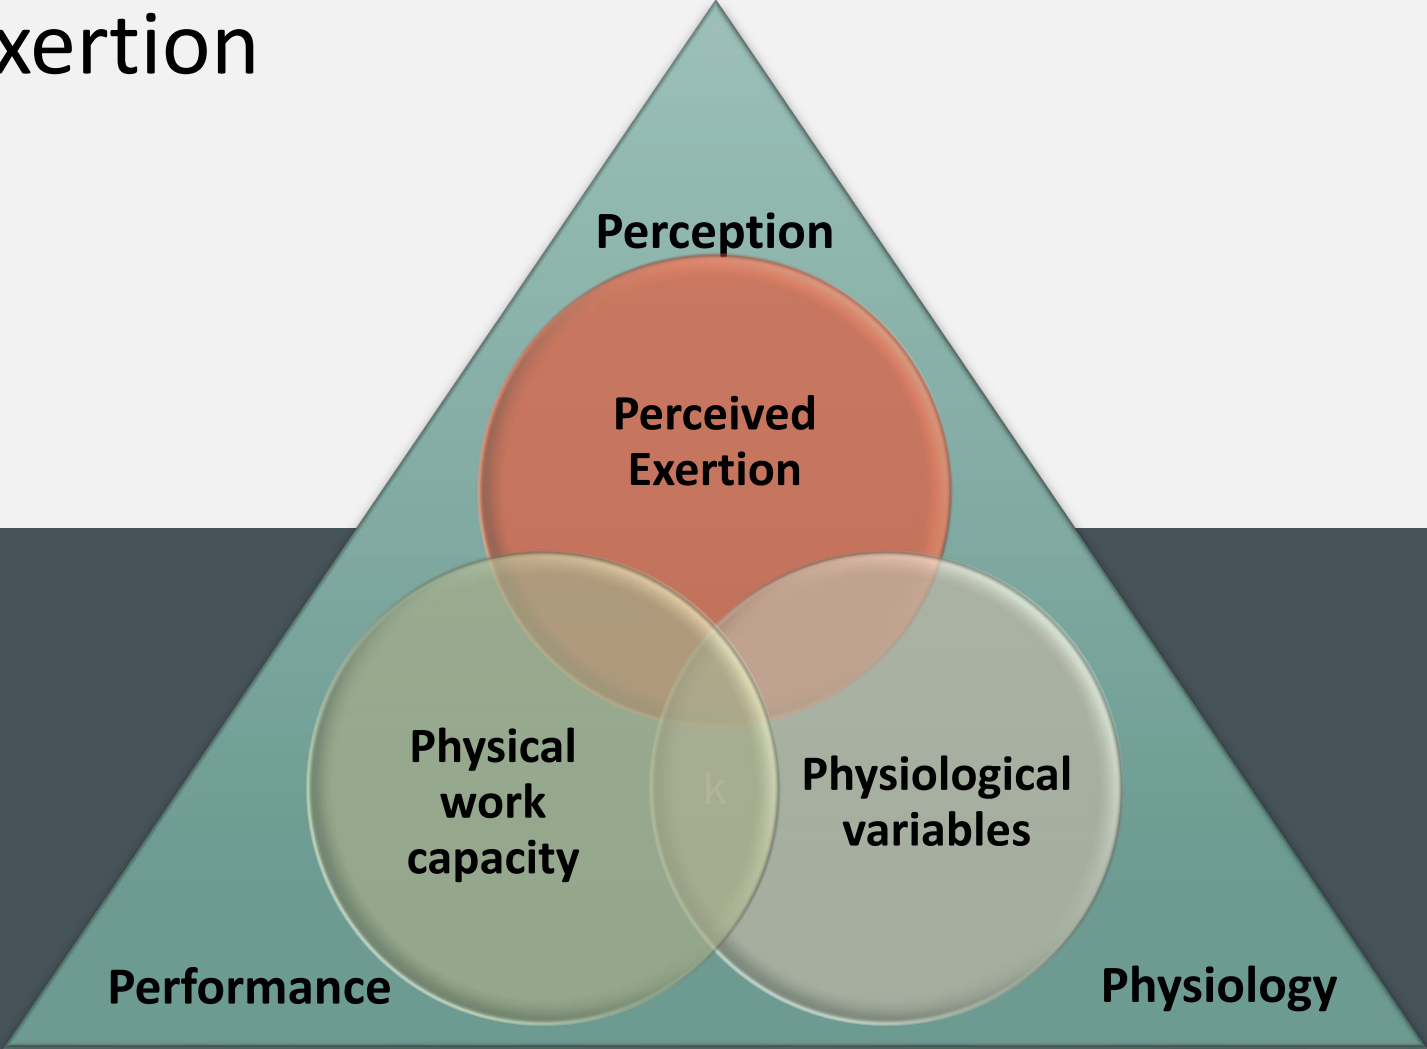 xertion
Perception
Perceived
Exertion
Physical
work
capacity
k
Physiological
variables
Performance
Physiology